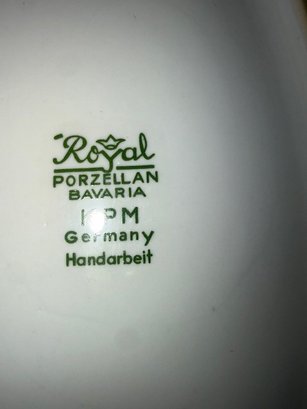 Royal
PORZELLAN
BAVARIA
KPM
Germany
Handarbeit